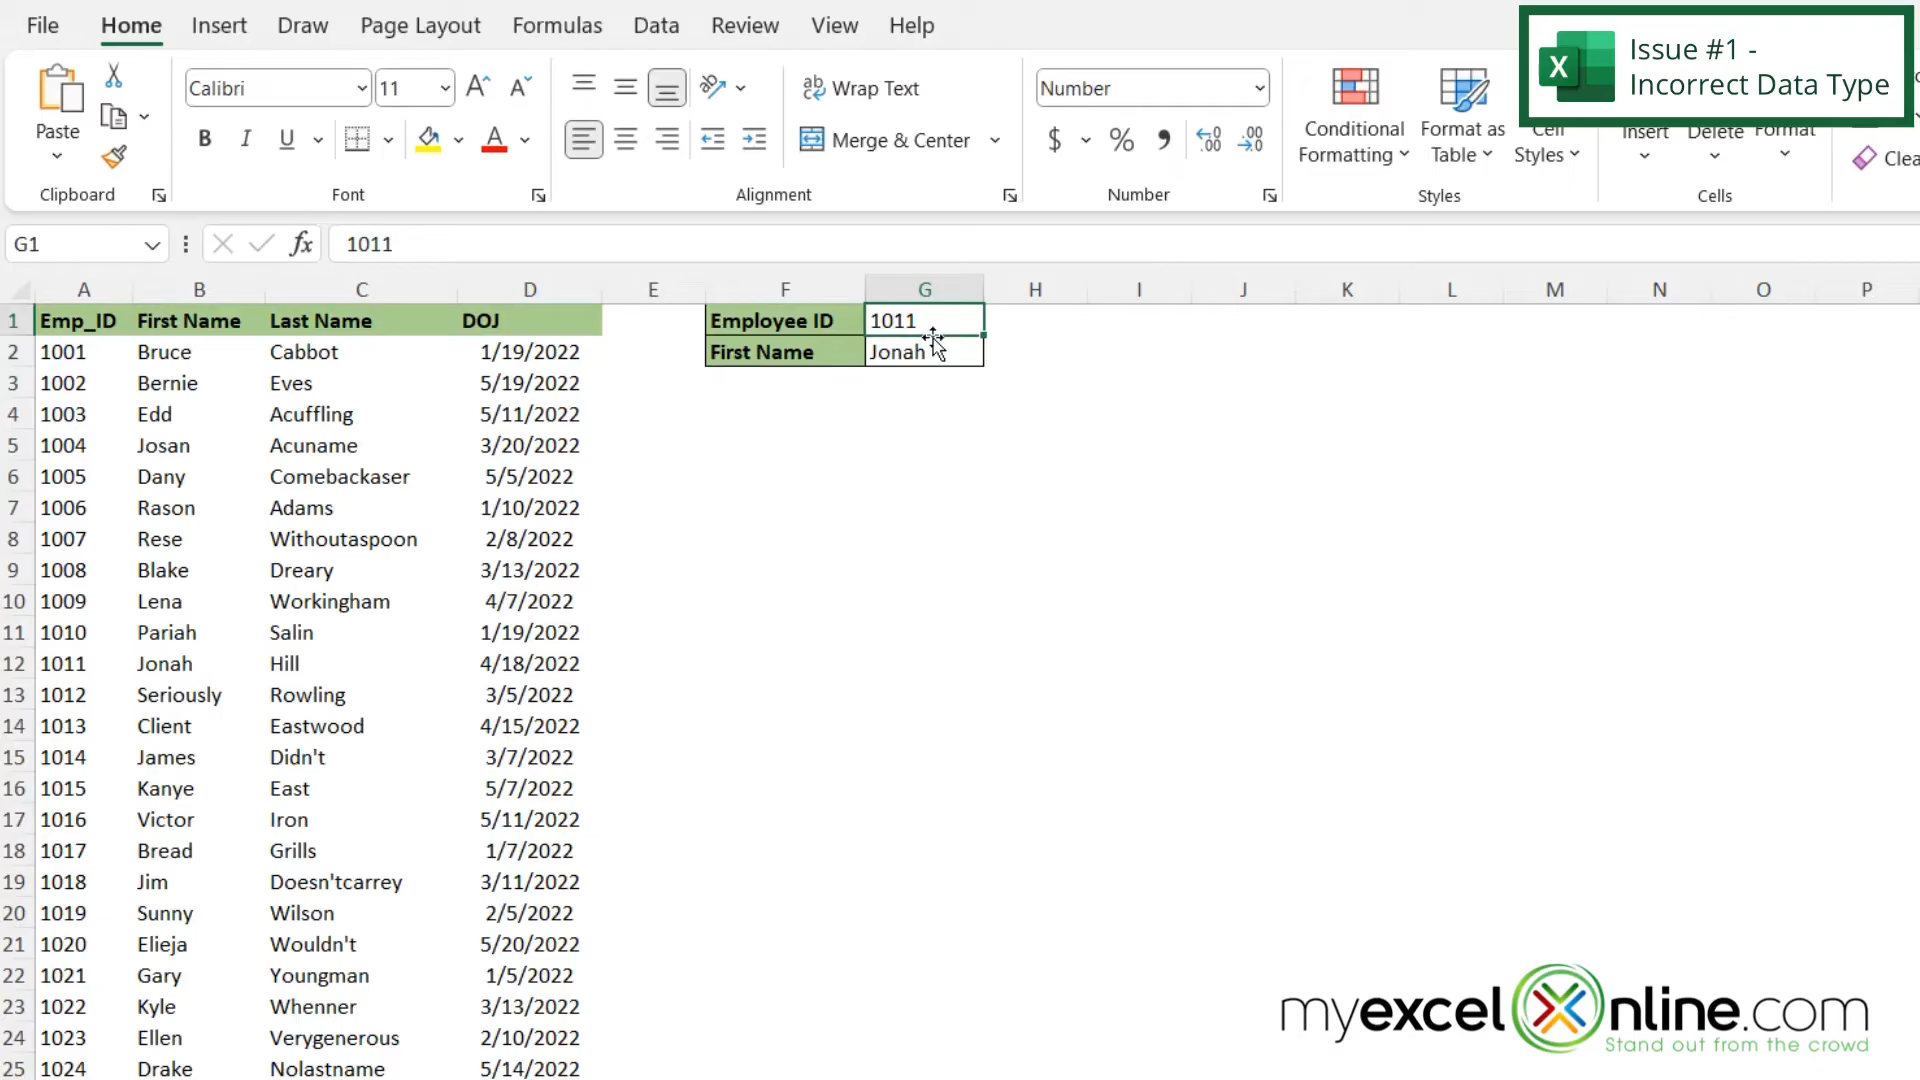 File Home Insert Draw Page Layout Formulas Data Review View Help
Issue #1 -
Incorrect Data Type
Calibri 11 Wrap Text Number
Paste B I U Merge & Center $ % Conditional Formatting Format as Table Cell Styles Insert Delete Format
Clipboard Font Alignment Number Styles Cells
G1 fx 1011
A B C D E F G H I J K L M N O P
1 Emp_ID First Name Last Name DOJ Employee ID 1011
2 1001 Bruce Cabbot 1/19/2022 First Name Jonah
3 1002 Bernie Eves 5/19/2022
4 1003 Edd Acuffling 5/11/2022
5 1004 Josan Acuname 3/20/2022
6 1005 Dany Comebackaser 5/5/2022
7 1006 Rason Adams 1/10/2022
8 1007 Rese Withoutaspoon 2/8/2022
9 1008 Blake Dreary 3/13/2022
10 1009 Lena Workingham 4/7/2022
11 1010 Pariah Salin 1/19/2022
12 1011 Jonah Hill 4/18/2022
13 1012 Seriously Rowling 3/5/2022
14 1013 Client Eastwood 4/15/2022
15 1014 James Didn't 3/7/2022
16 1015 Kanye East 5/7/2022
17 1016 Victor Iron 5/11/2022
18 1017 Bread Grills 1/7/2022
19 1018 Jim Doesn'tcarrey 3/11/2022
20 1019 Sunny Wilson 2/5/2022
21 1020 Elieja Wouldn't 5/20/2022
22 1021 Gary Youngman 1/5/2022
23 1022 Kyle Whenner 3/13/2022
24 1023 Ellen Verygenerous 2/10/2022
25 1024 Drake Nolastname 5/14/2022
myexcelOnline.com
Stand out from the crowd